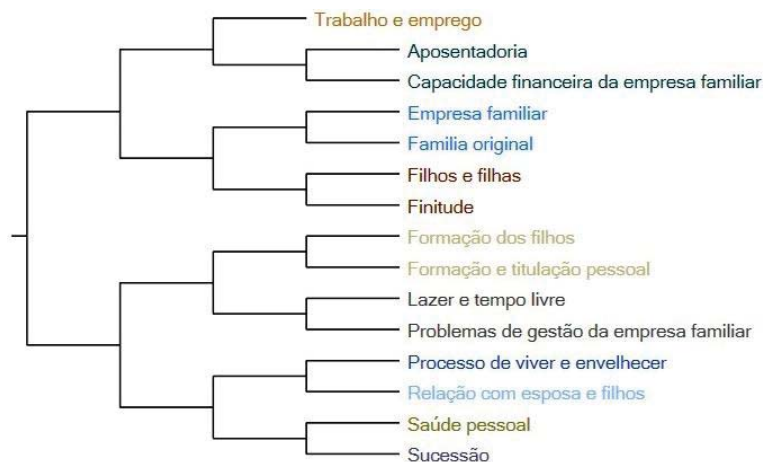 Trabalho e emprego
Aposentadoria
Capacidade financeira da empresa familiar
Empresa familiar
Familia original
Filhos e filhas
Finitude
Formação dos filhos
Formação e titulação pessoal
Lazer e tempo livre
Problemas de gestão da empresa familiar
Processo de viver e envelhecer
Relação com esposa e filhos
Saúde pessoal
Sucessão